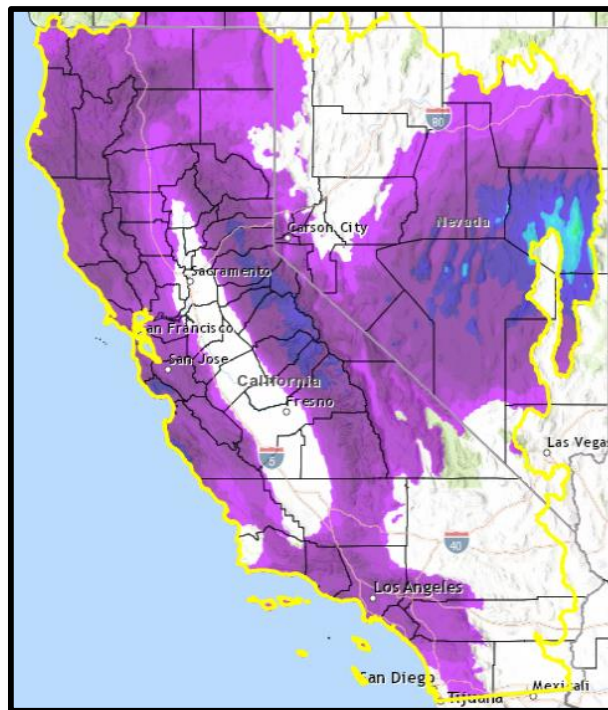 80
Nevada
Carson City
Sacramento
an Francisco
San Jose
California
Fresno
5
Las Vegas
40
Los Angeles
San Diego
Mexicali
Tijuana